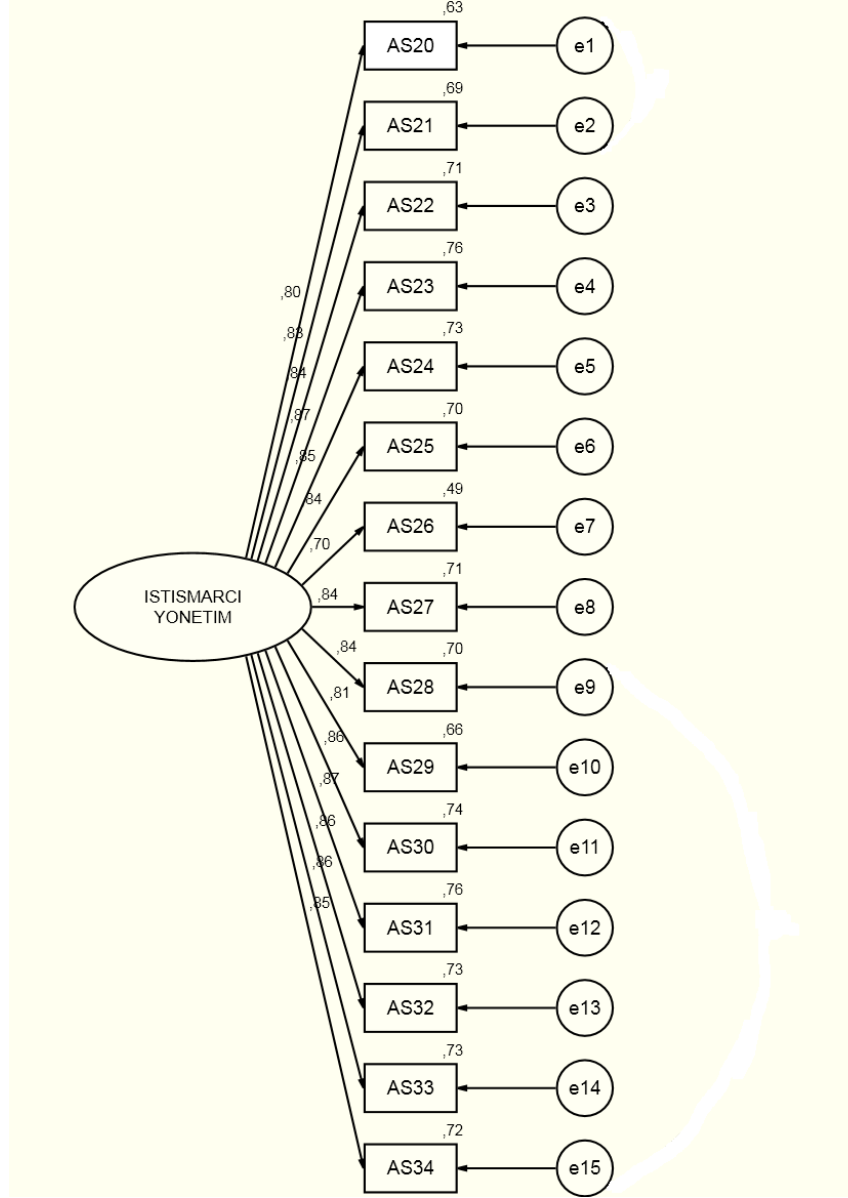 ,63
AS20 e1
,69
AS21 e2
,71
AS22 e3
,76
AS23 e4
,80
,83
,73
AS24 e5
,84
,70
,87
AS25 e6
,85
,49
,84
AS26 e7
,70
,71
ISTISMARCI
YONETIM
,84
AS27 e8
,84
,70
AS28 e9
,81
,66
,86
AS29 e10
,87
,74
,86
AS30 e11
,86
,76
,85
AS31 e12
,73
AS32 e13
,73
AS33 e14
,72
AS34 e15